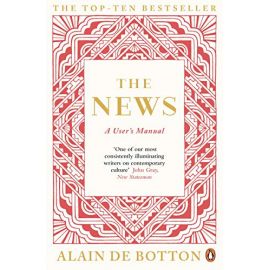 THE TOP-TEN BESTSELLER
THE
NEWS
A User's Manual
'One of our most
consistently illuminating
writers on contemporary
culture' John Gray,
New Statesman
ALAIN DE BOTTON